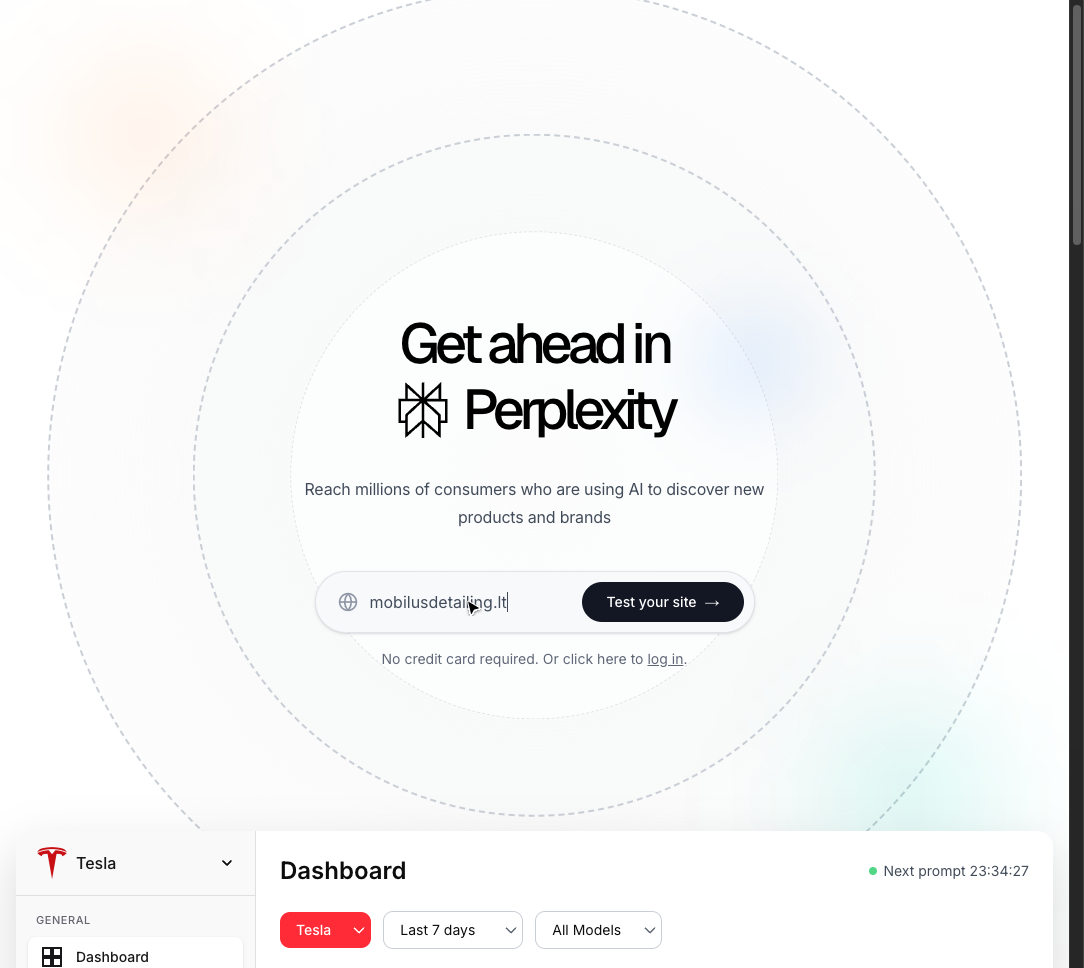 Get ahead in
Perplexity
Reach millions of consumers who are using AI to discover new
products and brands
mobilusdetailing.lt
Test your site →
No credit card required. Or click here to log in.
Tesla
Dashboard
Next prompt 23:34:27
GENERAL
Tesla
Last 7 days
All Models
Dashboard